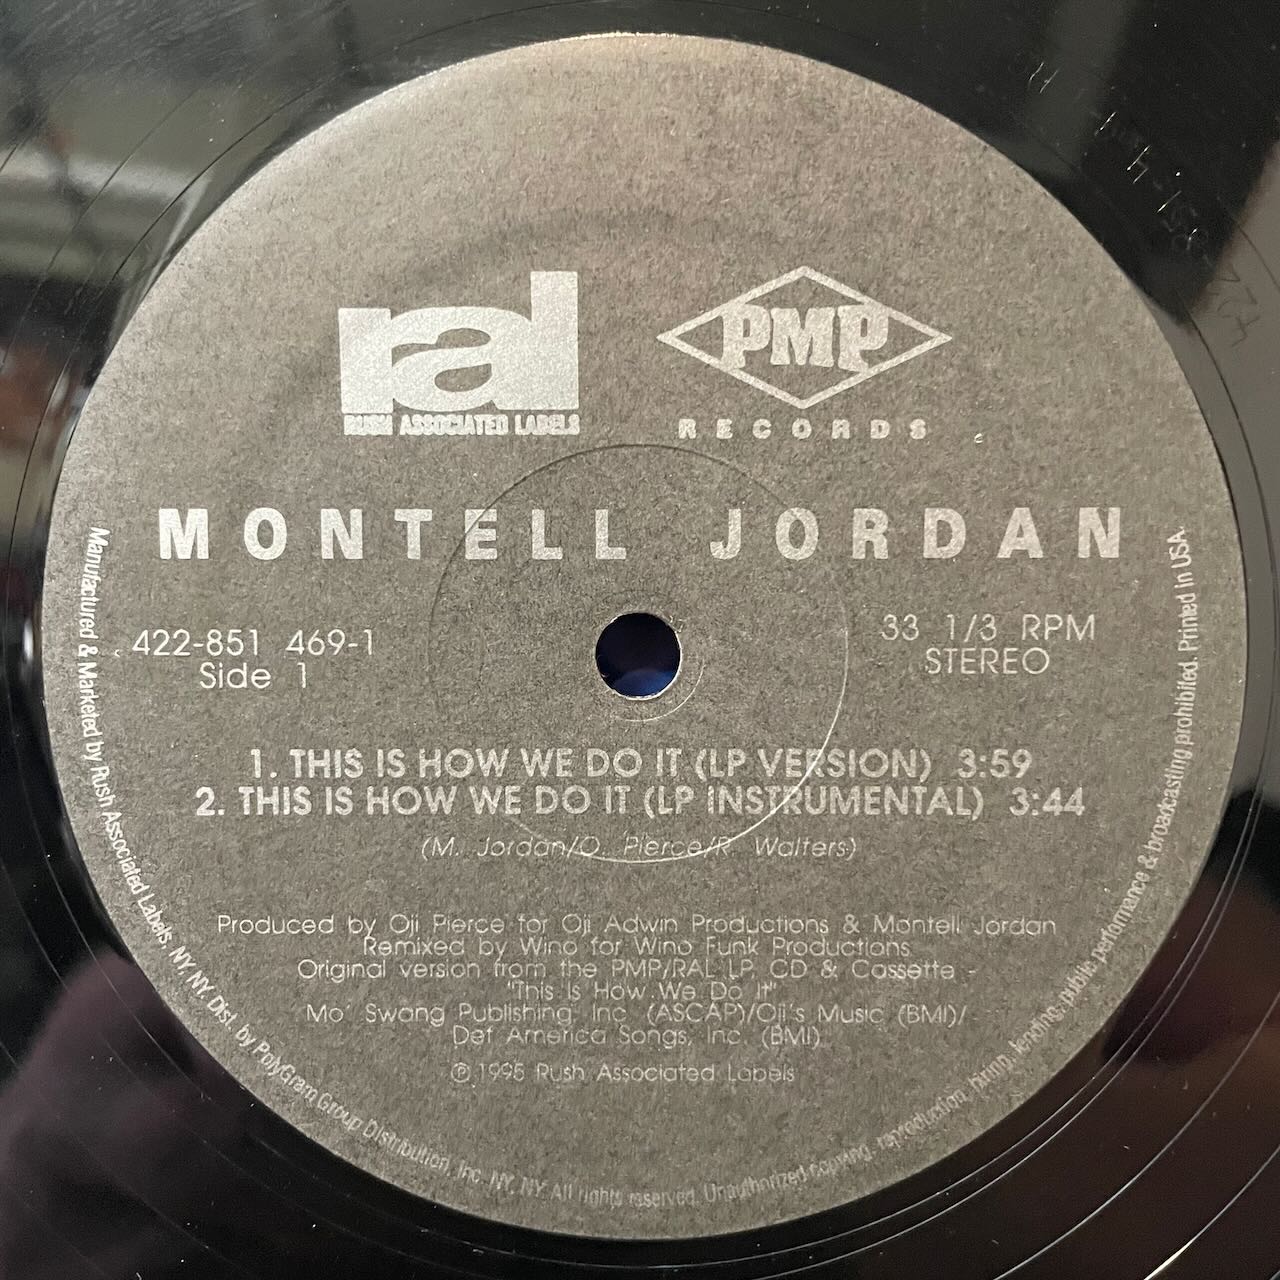 ral
RUSH ASSOCIATED LABELS
PMP
RECORDS
MONTELL JORDAN
422-851 469-1
Side 1
33 1/3 RPM
STEREO
1. THIS IS HOW WE DO IT (LP VERSION) 3:59
2. THIS IS HOW WE DO IT (LP INSTRUMENTAL) 3:44
(M. Jordan/O. Pierce/R. Walters)
Produced by Oji Pierce for Oji Adwin Productions & Montell Jordan
Remixed by Wino for Wino Funk Productions
Original version from the PMP/RAL LP, CD & Cassette -
"This Is How We Do It"
Mo' Swang Publishing, Inc. (ASCAP)/Oji's Music (BMI)/
Def America Songs, Inc. (BMI)
℗ 1995 Rush Associated Labels
Manufactured & Marketed by Rush Associated Labels, NY, NY. Dist. by PolyGram Group Distribution, Inc. NY, NY. All rights reserved. Unauthorized copying, reproduction, hiring, lending, public performance & broadcasting prohibited. Printed in USA.